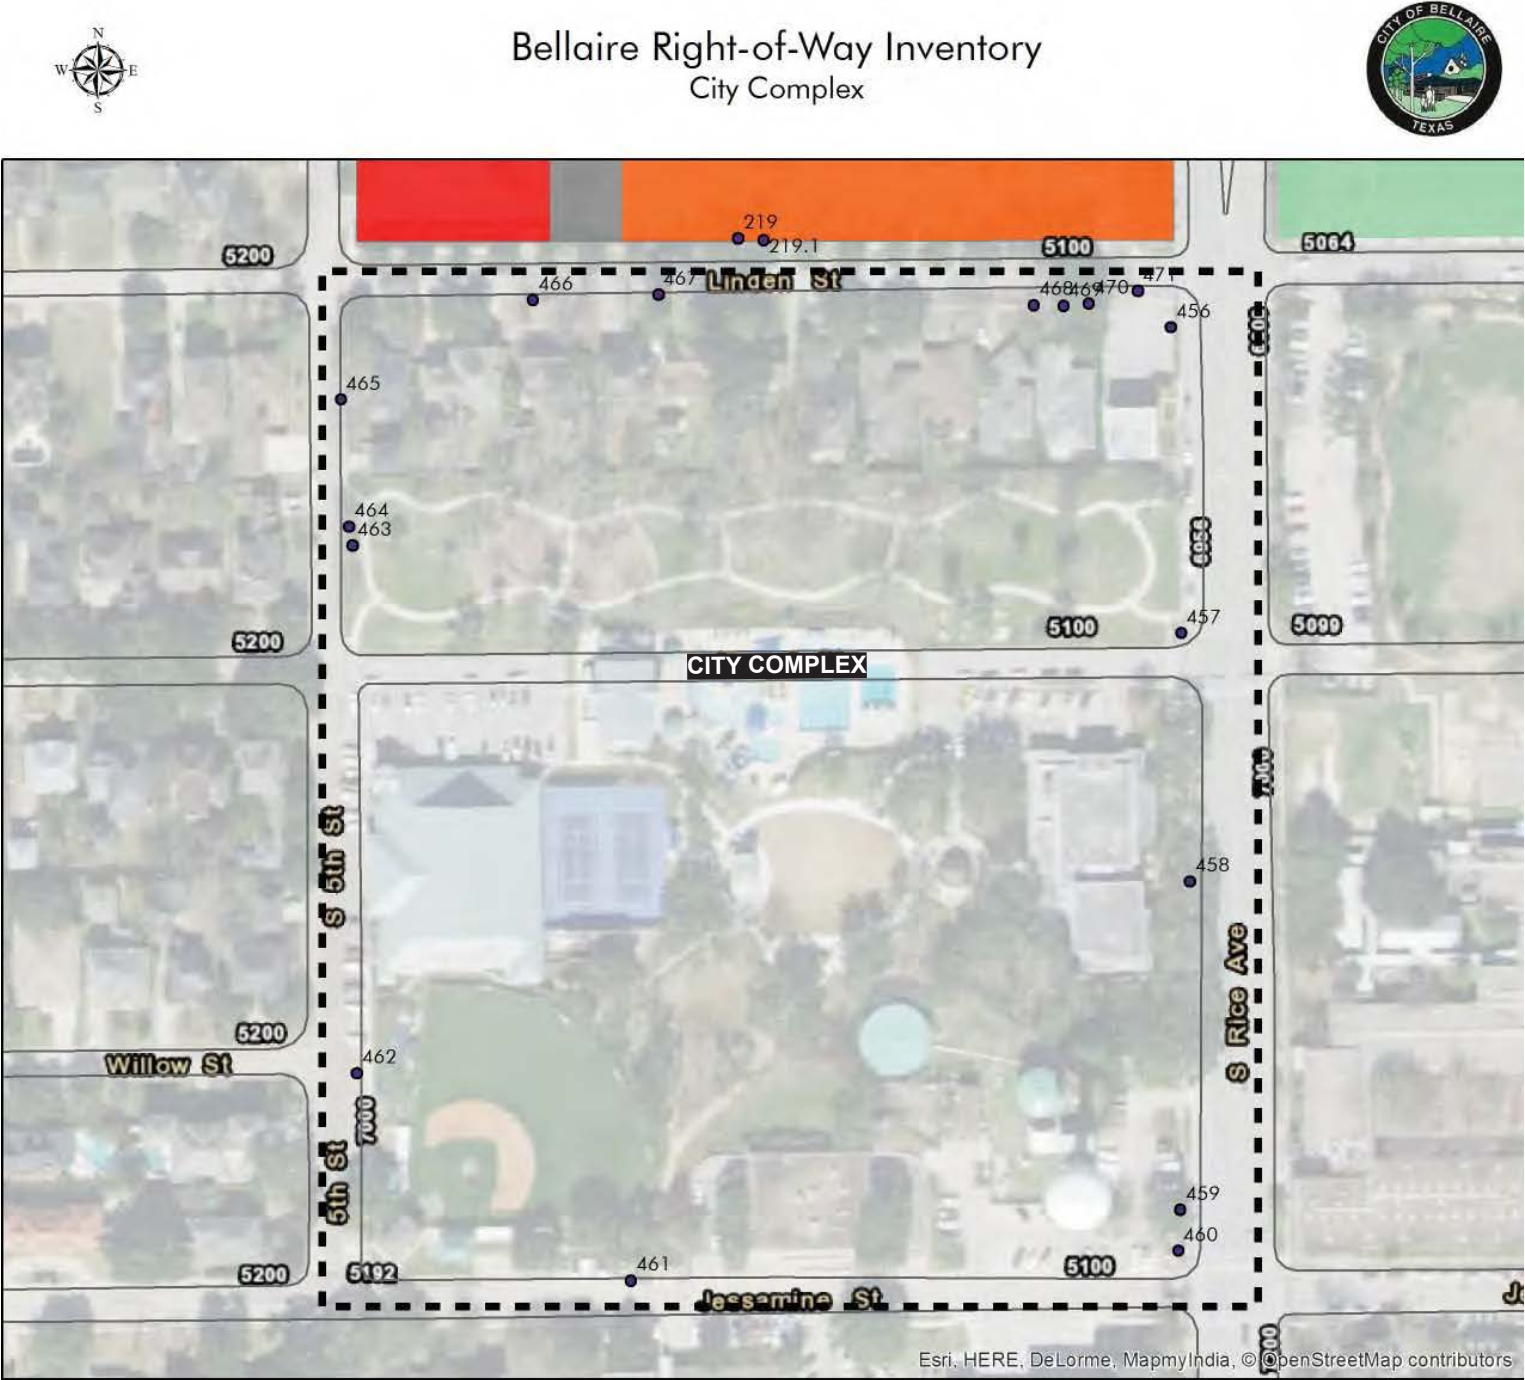 Bellaire Right-of-Way Inventory
City Complex
N
W E
S
CITY OF BELLAIRE
TEXAS
219
219.1
5200
5100
5064
Linden St
466
467
468
469
470
471
456
465
464
463
5200
5100
457
5099
CITY COMPLEX
S 5th St
7000
458
S Rice Ave
5200
Willow St
462
7000
5th St
459
460
461
5200
5192
5100
Jessamine St
Esri, HERE, DeLorme, MapmyIndia, © OpenStreetMap contributors